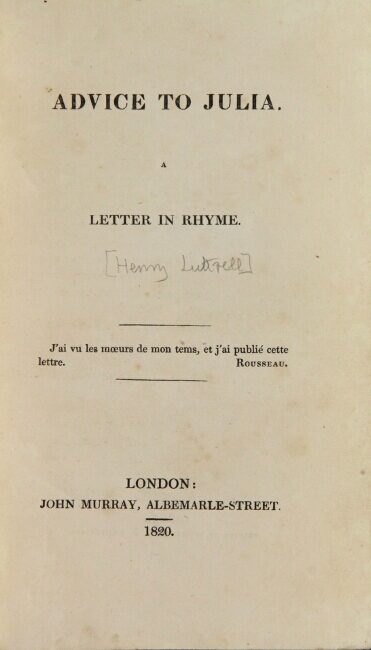 ADVICE TO JULIA.
A
LETTER IN RHYME.
[Henry Luttrell]
J'ai vu les mœurs de mon tems, et j'ai publié cette
lettre. ROUSSEAU.
LONDON:
JOHN MURRAY, ALBEMARLE-STREET.
1820.